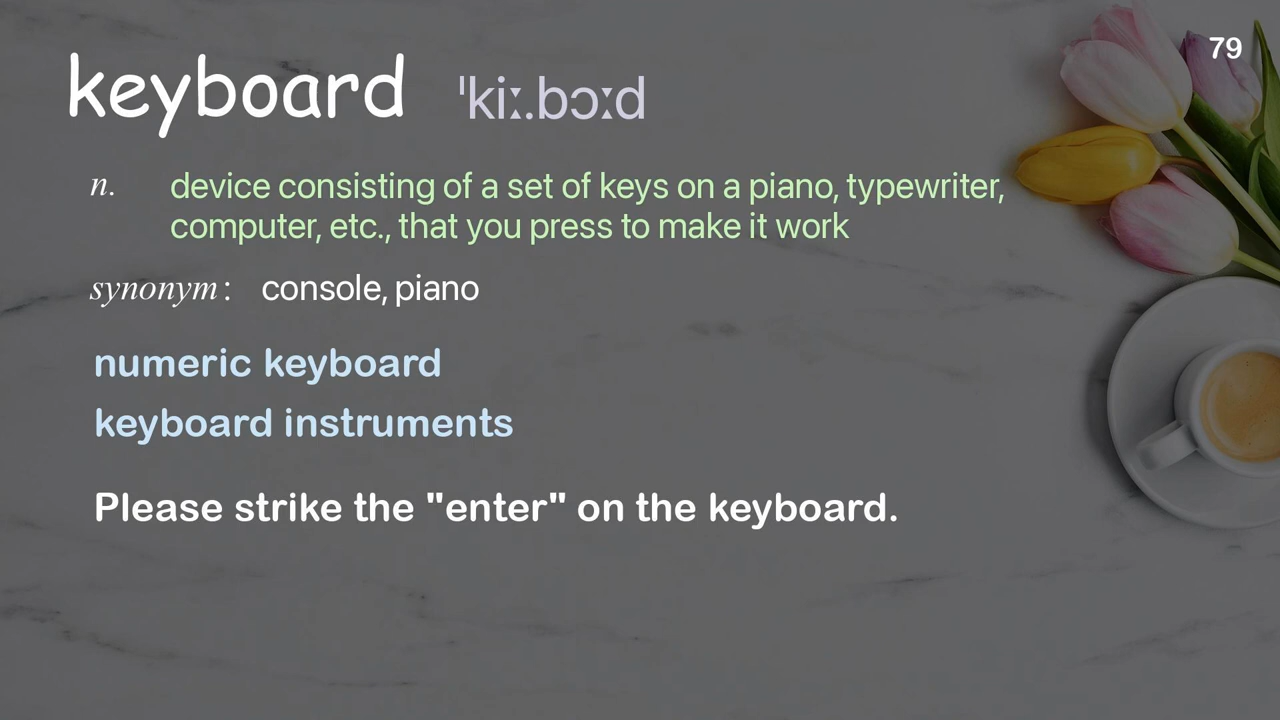 79
keyboard ˈkiː.bɔːd
n. device consisting of a set of keys on a piano, typewriter,
computer, etc., that you press to make it work
synonym: console, piano
numeric keyboard
keyboard instruments
Please strike the "enter" on the keyboard.